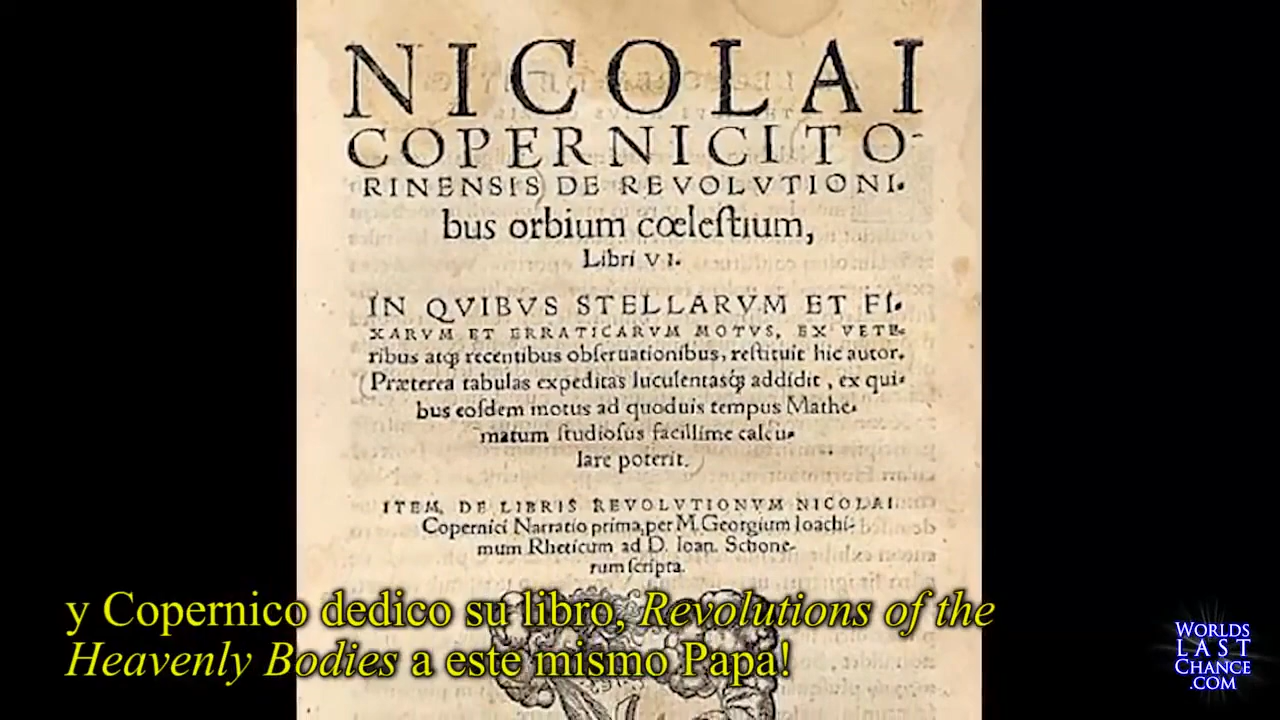 NICOLAI
COPERNICI TO-
RINENSIS DE REVOLVTIONI-
bus orbium cœleſtium,
Libri VI.
IN QVIBVS STELLARVM ET FI-
XARVM ET ERRATICARVM MOTVS, EX VETE-
ribus atqꝫ recentibus obſeruationibus, reſtituit hic autor.
Præterea tabulas expeditas luculentasqꝫ addidit, ex qui-
bus eoſdem motus ad quoduis tempus Mathe-
matum ſtudioſus facillime calcu-
lare poterit.
ITEM, DE LIBRIS REVOLVTIONVM NICOLAI
Copernici Narratio prima, per M. Georgium Ioachi-
mum Rheticum ad D. Ioan. Schone-
rum ſcripta.
y Copernico dedico su libro, Revolutions of the
Heavenly Bodies a este mismo Papa!
WORLDS
LAST
CHANCE
.COM